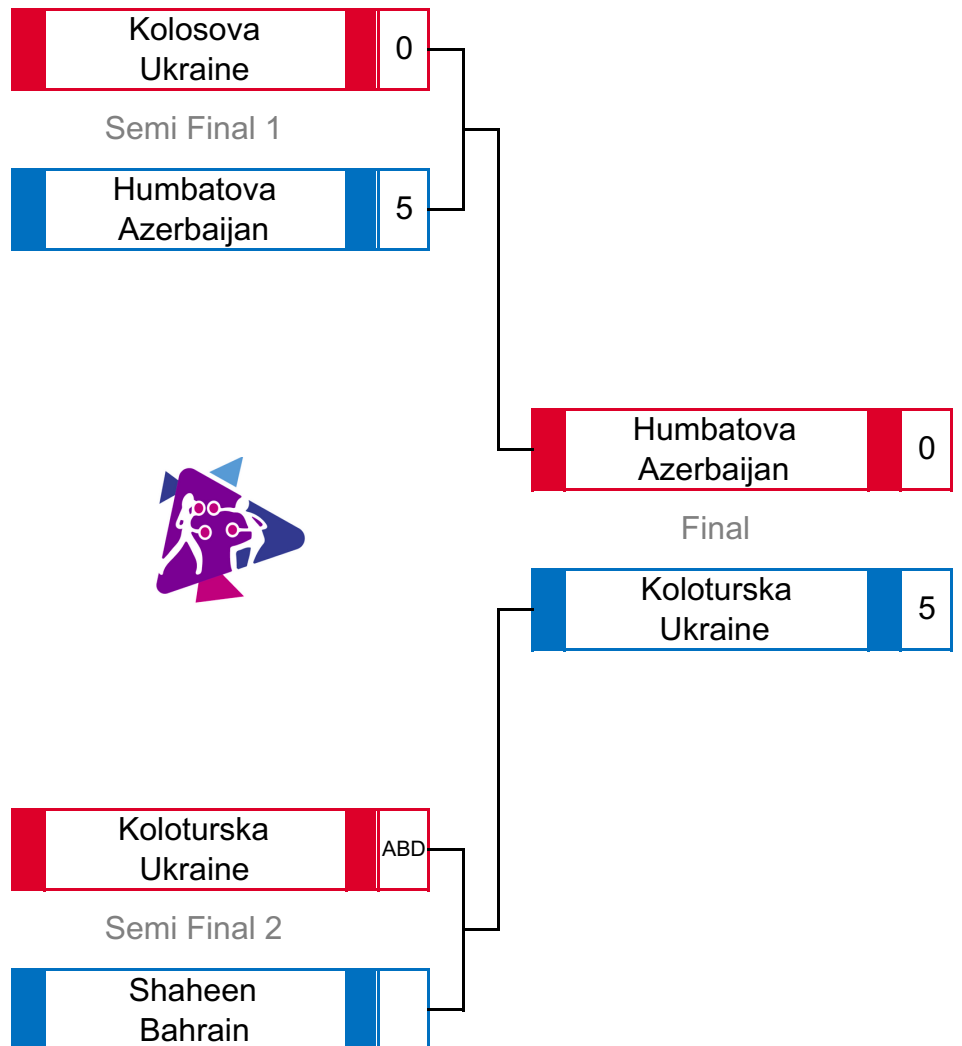 Kolosova
Ukraine
0
Semi Final 1
Humbatova
Azerbaijan
5
Humbatova
Azerbaijan
0
Final
Koloturska
Ukraine
5
Koloturska
Ukraine
ABD
Semi Final 2
Shaheen
Bahrain